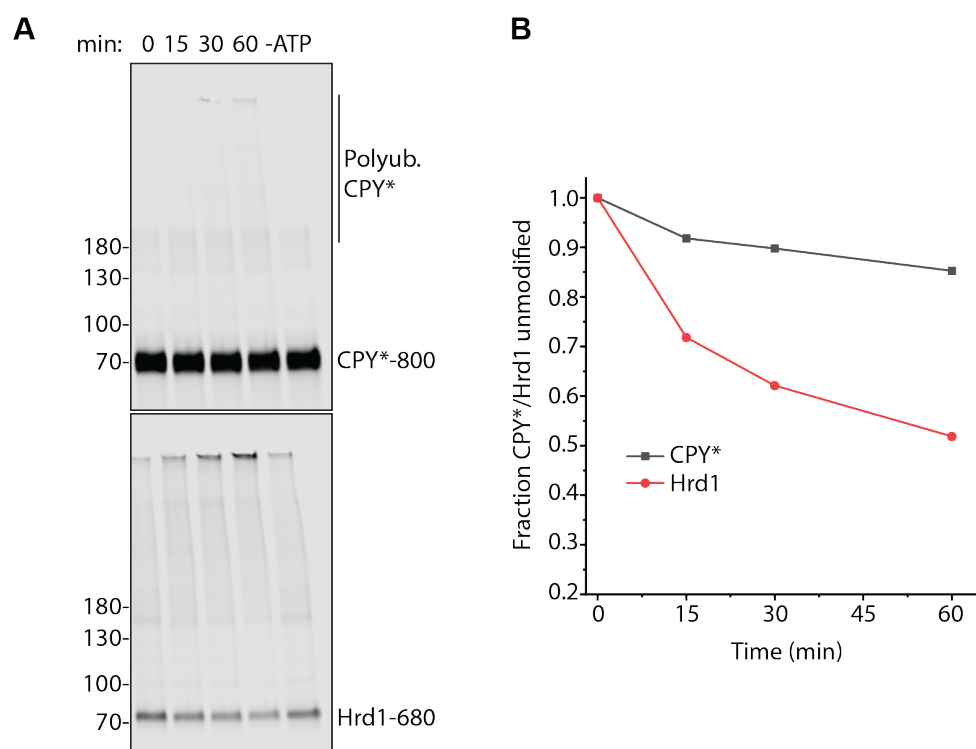 A
min: 0 15 30 60 -ATP
Polyub.
CPY*
180-
130-
100-
70-
CPY*-800
180-
130-
100-
70-
Hrd1-680
B
Fraction CPY*/Hrd1 unmodified
1.0
0.9
0.8
0.7
0.6
0.5
0.4
0.3
0.2
CPY*
Hrd1
0 15 30 45 60
Time (min)